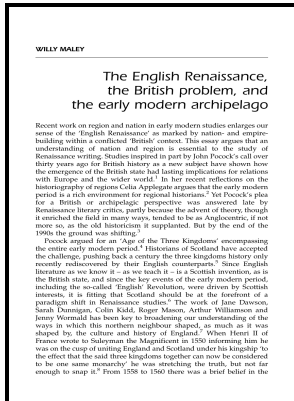 WILLY MALEY
The English Renaissance,
the British problem, and
the early modern archipelago
Recent work on region and nation in early modern studies enlarges our
sense of the 'English Renaissance' as marked by nation- and empire-
building within a conflicted 'British' context. This essay argues that an
understanding of nation and region is essential to the study of
Renaissance writing. Studies inspired in part by John Pocock's call over
thirty years ago for British history as a new subject have shown how
the emergence of the British state had lasting implications for relations
with Europe and the wider world.1 In her recent reflections on the
historiography of regions Celia Applegate argues that the early modern
period is a rich environment for regional historians.2 Yet Pocock's plea
for a British or archipelagic perspective was answered late by
Renaissance literary critics, partly because the advent of theory, though
it enriched the field in many ways, tended to be as Anglocentric, if not
more so, as the old historicism it supplanted. But by the end of the
1990s the ground was shifting.3
Pocock argued for an 'Age of the Three Kingdoms' encompassing
the entire early modern period.4 Historians of Scotland have accepted
the challenge, pushing back a century the three kingdoms history only
recently rediscovered by their English counterparts.5 Since English
literature as we know it – as we teach it – is a Scottish invention, as is
the British state, and since the key events of the early modern period,
including the so-called 'English' Revolution, were driven by Scottish
interests, it is fitting that Scotland should be at the forefront of a
paradigm shift in Renaissance studies.6 The work of Jane Dawson,
Sarah Dunnigan, Colin Kidd, Roger Mason, Arthur Williamson and
Jenny Wormald has been key to broadening our understanding of the
ways in which this northern neighbour shaped, as much as it was
shaped by, the culture and history of England.7 When Henri II of
France wrote to Suleyman the Magnificent in 1550 informing him he
was on the cusp of uniting England and Scotland under his kingship 'to
the effect that the said three kingdoms together can now be considered
to be one same monarchy' he was stretching the truth, but not far
enough to snap it.8 From 1558 to 1560 there was a brief belief in the